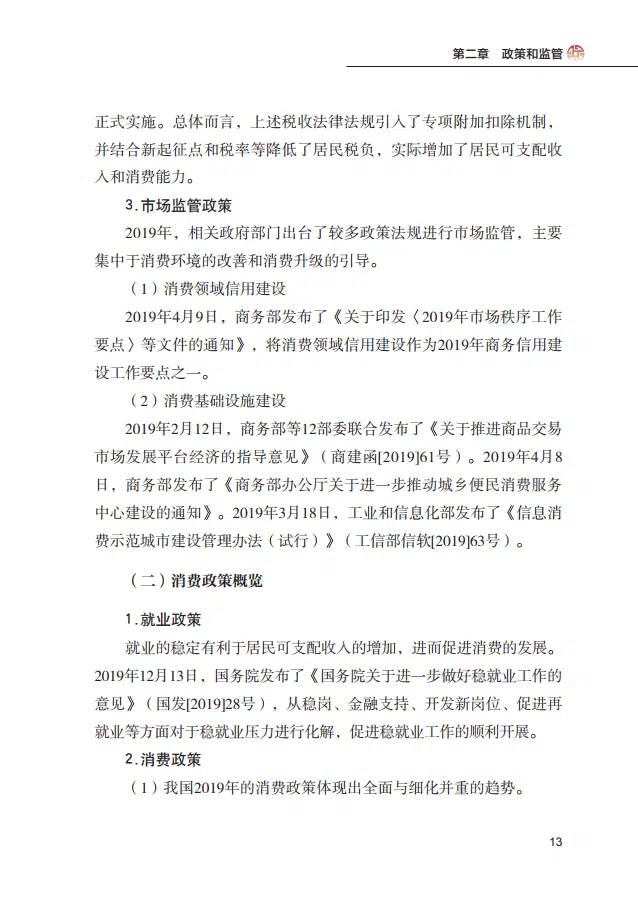 第二章 政策和监管
正式实施。总体而言，上述税收法律法规引入了专项附加扣除机制，
并结合新起征点和税率等降低了居民税负，实际增加了居民可支配收
入和消费能力。
3.市场监管政策
2019年，相关政府部门出台了较多政策法规进行市场监管，主要
集中于消费环境的改善和消费升级的引导。
（1）消费领域信用建设
2019年4月9日，商务部发布了《关于印发〈2019年市场秩序工作
要点〉等文件的通知》，将消费领域信用建设作为2019年商务信用建
设工作要点之一。
（2）消费基础设施建设
2019年2月12日，商务部等12部委联合发布了《关于推进商品交易
市场发展平台经济的指导意见》（商建函[2019]61号）。2019年4月8
日，商务部发布了《商务部办公厅关于进一步推动城乡便民消费服务
中心建设的通知》。2019年3月18日，工业和信息化部发布了《信息消
费示范城市建设管理办法（试行）》（工信部信软[2019]63号）。
（二）消费政策概览
1.就业政策
就业的稳定有利于居民可支配收入的增加，进而促进消费的发展。
2019年12月13日，国务院发布了《国务院关于进一步做好稳就业工作的
意见》（国发[2019]28号），从稳岗、金融支持、开发新岗位、促进再
就业等方面对于稳就业压力进行化解，促进稳就业工作的顺利开展。
2.消费政策
（1）我国2019年的消费政策体现出全面与细化并重的趋势。
13